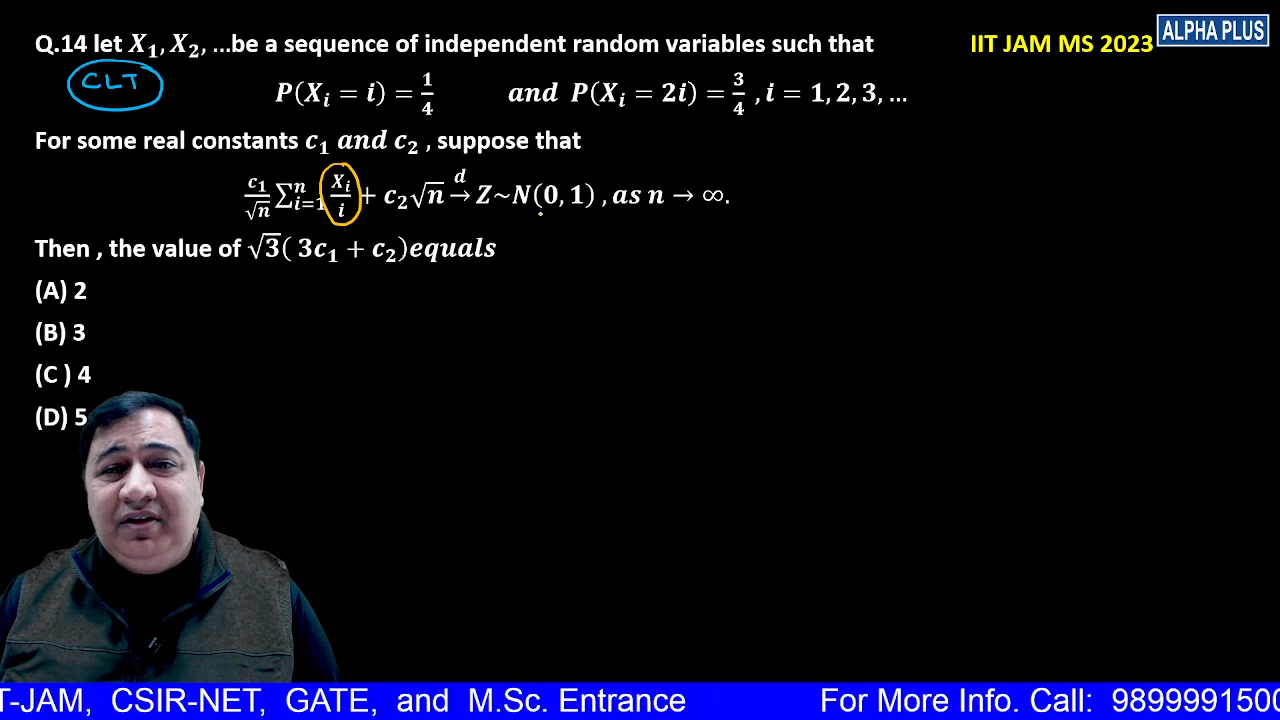 Q.14 let X₁, X₂, ...be a sequence of independent random variables such that
IIT JAM MS 2023
ALPHA PLUS
CLT
P(Xᵢ = i) = 1/4 and P(Xᵢ = 2i) = 3/4 , i = 1, 2, 3, ...
For some real constants c₁ and c₂ , suppose that
c₁/√n ∑ⁿᵢ₌₁ Xᵢ/i + c₂√n →ᵈ Z~N(0, 1) , as n → ∞.
Then , the value of √3( 3c₁ + c₂)equals
(A) 2
(B) 3
(C ) 4
(D) 5
T-JAM, CSIR-NET, GATE, and M.Sc. Entrance For More Info. Call: 9899991500